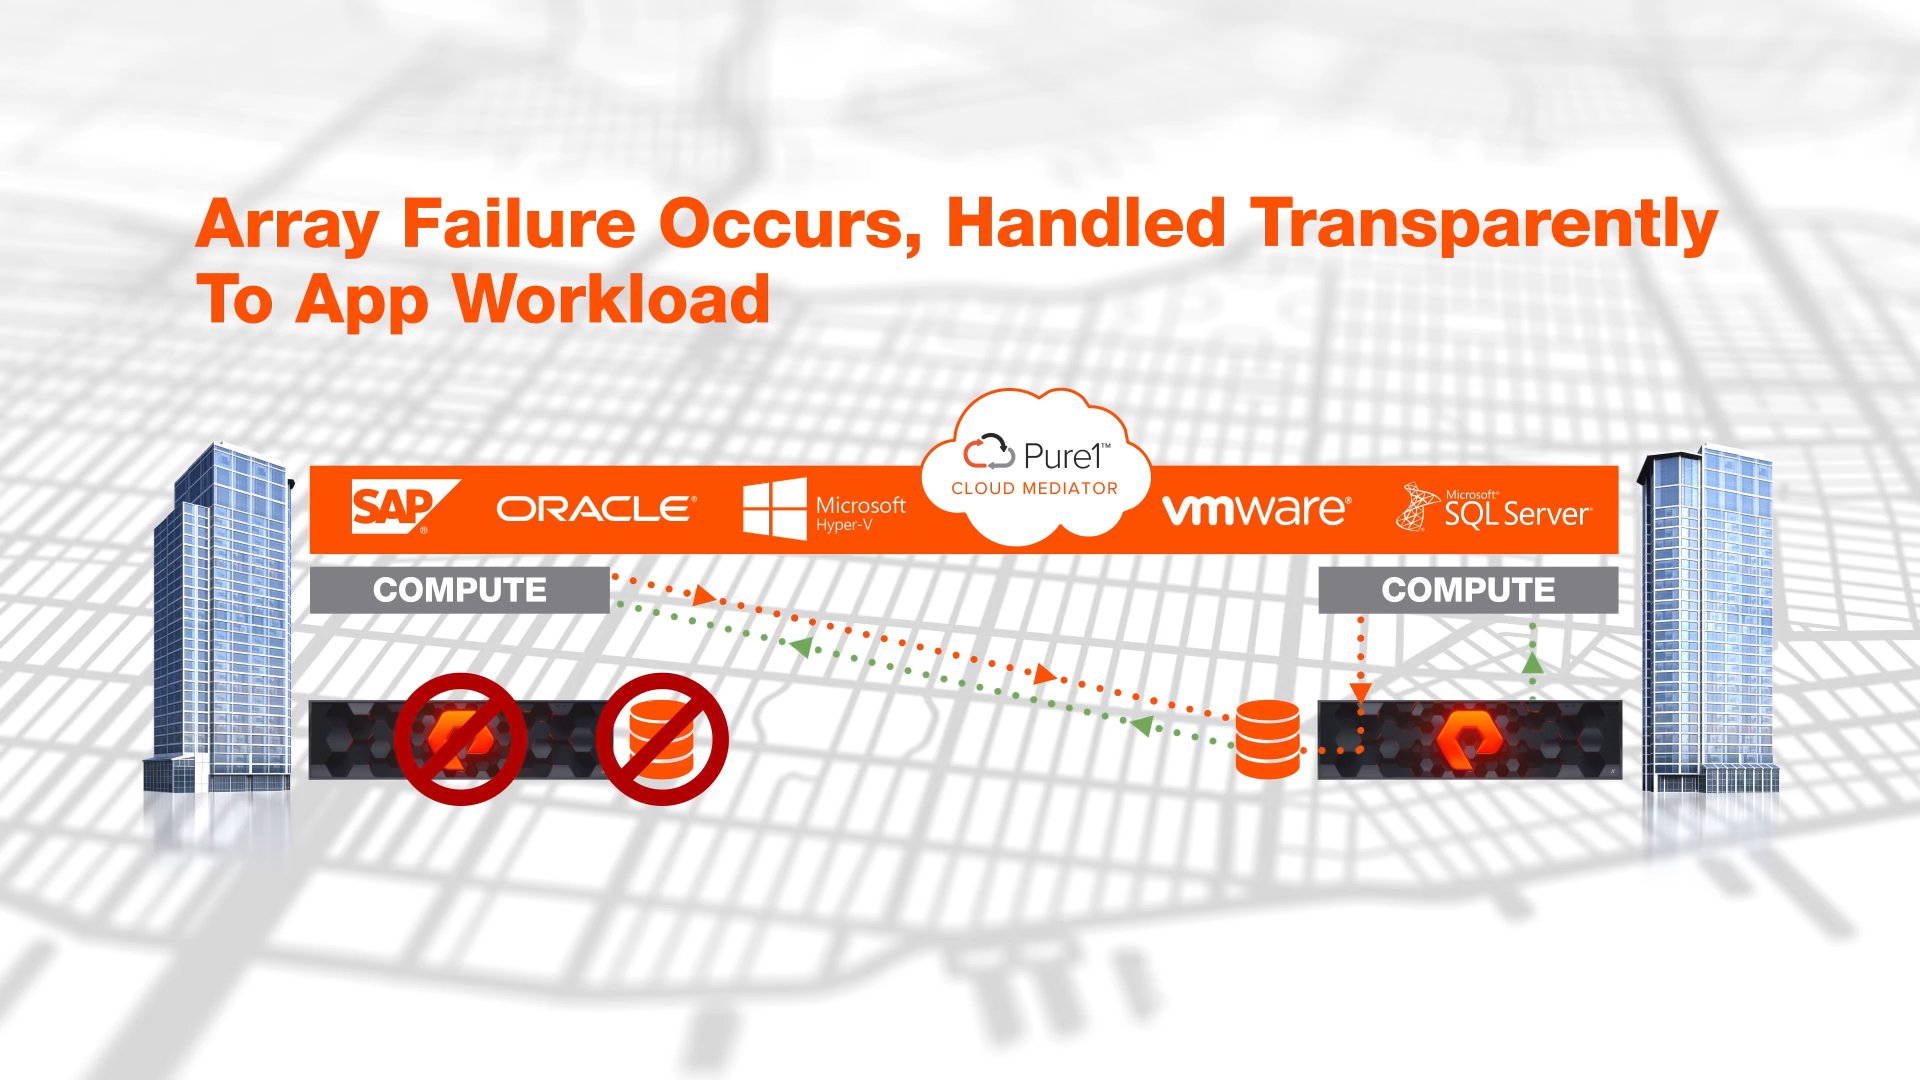 Array Failure Occurs, Handled Transparently
To App Workload
Pure1™
CLOUD MEDIATOR
SAP®
ORACLE®
Microsoft
Hyper-V
vmware®
Microsoft®
SQL Server®
COMPUTE
COMPUTE